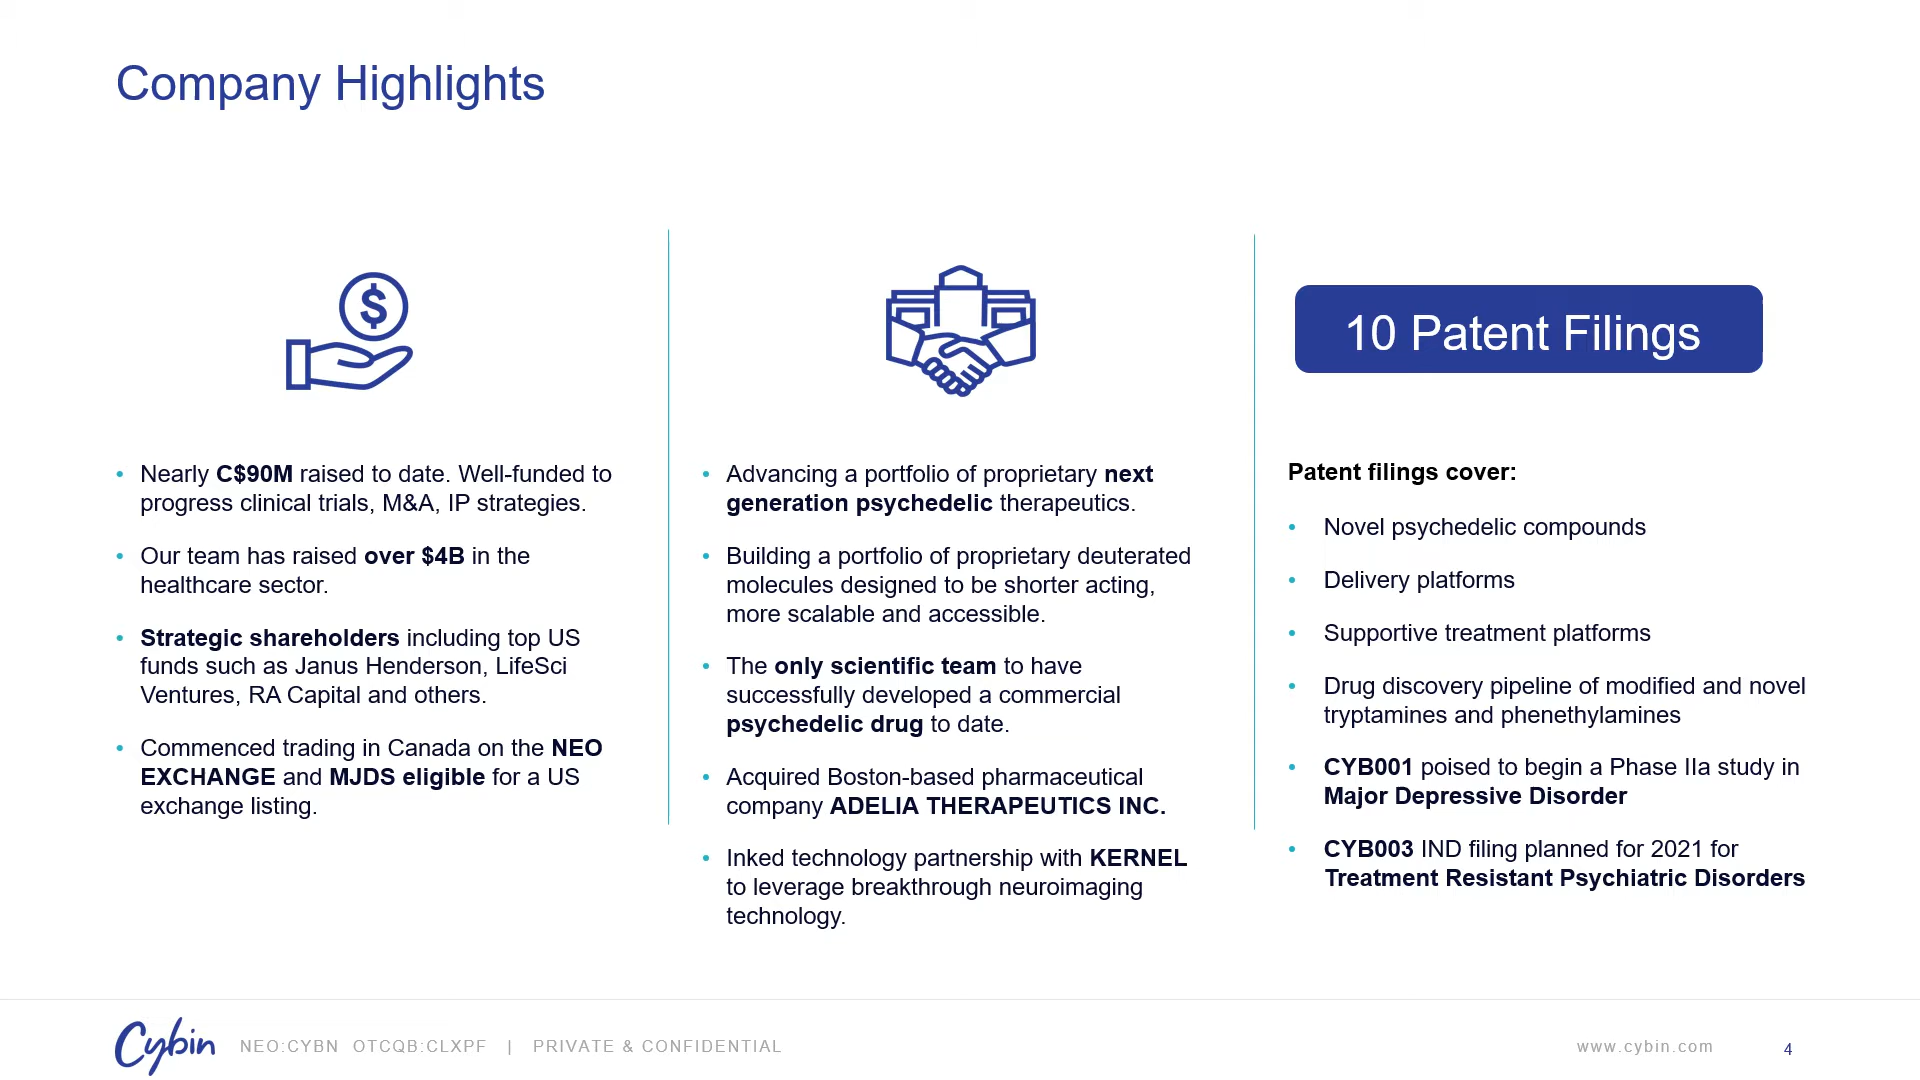 Company Highlights
$
• Nearly C$90M raised to date. Well-funded to
progress clinical trials, M&A, IP strategies.
• Our team has raised over $4B in the
healthcare sector.
• Strategic shareholders including top US
funds such as Janus Henderson, LifeSci
Ventures, RA Capital and others.
• Commenced trading in Canada on the NEO
EXCHANGE and MJDS eligible for a US
exchange listing.
• Advancing a portfolio of proprietary next
generation psychedelic therapeutics.
• Building a portfolio of proprietary deuterated
molecules designed to be shorter acting,
more scalable and accessible.
• The only scientific team to have
successfully developed a commercial
psychedelic drug to date.
• Acquired Boston-based pharmaceutical
company ADELIA THERAPEUTICS INC.
• Inked technology partnership with KERNEL
to leverage breakthrough neuroimaging
technology.
10 Patent Filings
Patent filings cover:
• Novel psychedelic compounds
• Delivery platforms
• Supportive treatment platforms
• Drug discovery pipeline of modified and novel
tryptamines and phenethylamines
• CYB001 poised to begin a Phase IIa study in
Major Depressive Disorder
• CYB003 IND filing planned for 2021 for
Treatment Resistant Psychiatric Disorders
Cybin NEO:CYBN OTCQB:CLXPF | PRIVATE & CONFIDENTIAL www.cybin.com 4